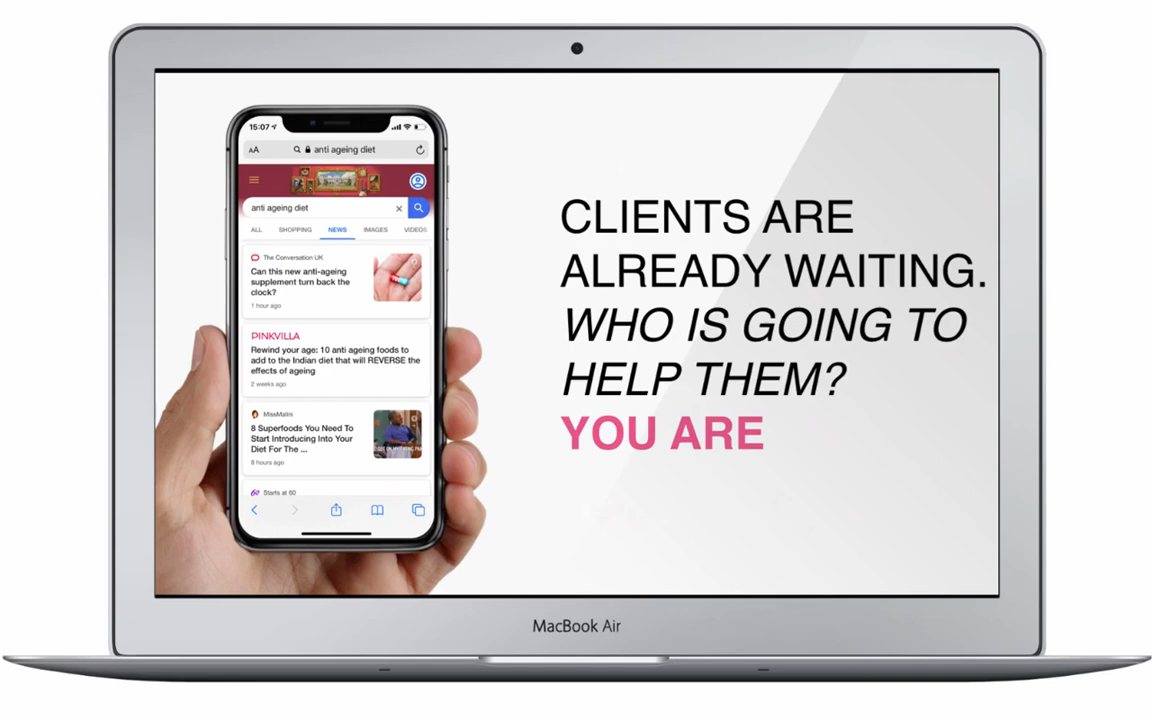 15:07
AA anti ageing diet
anti ageing diet
ALL SHOPPING NEWS IMAGES VIDEOS
The Conversation UK
Can this new anti-ageing
supplement turn back the
clock?
1 hour ago
PINKVILLA
Rewind your age: 10 anti ageing foods to
add to the Indian diet that will REVERSE the
effects of ageing
2 weeks ago
MissMalini
8 Superfoods You Need To
Start Introducing Into Your
Diet For The ...
8 hours ago
Starts at 60
CLIENTS ARE
ALREADY WAITING.
WHO IS GOING TO
HELP THEM?
YOU ARE
MacBook Air